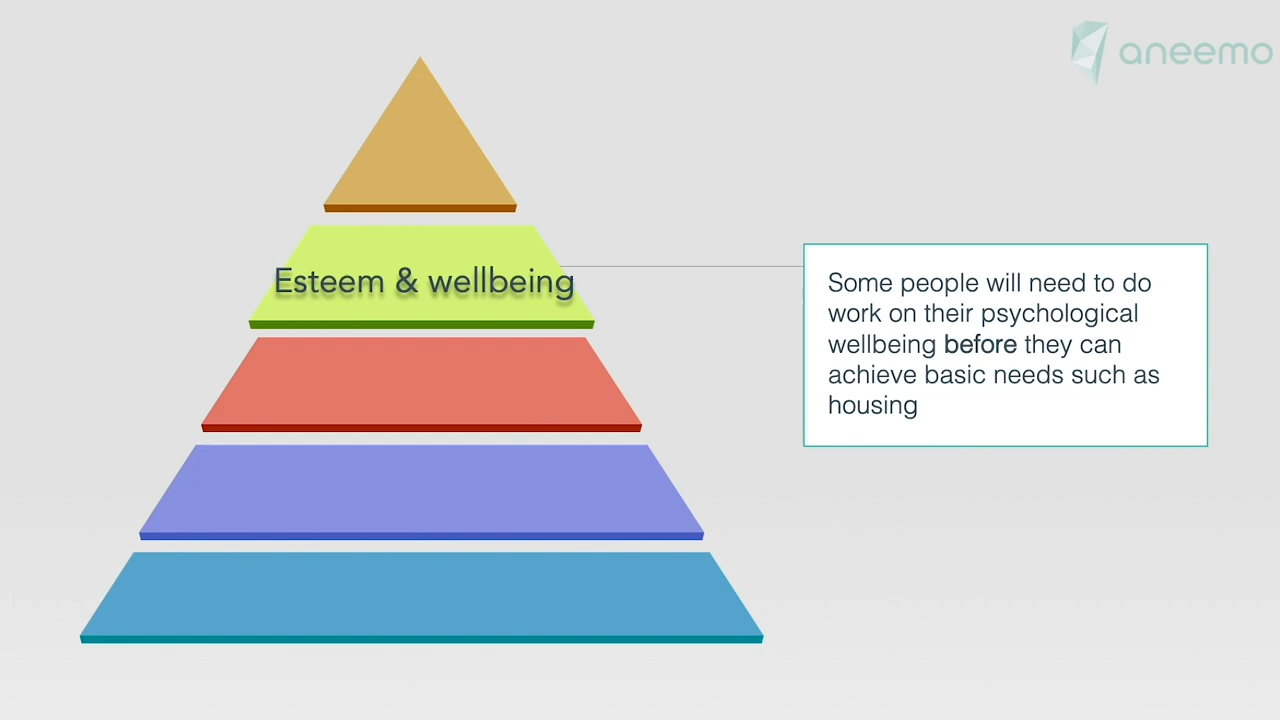 aneemo
Esteem & wellbeing
Some people will need to do
work on their psychological
wellbeing before they can
achieve basic needs such as
housing